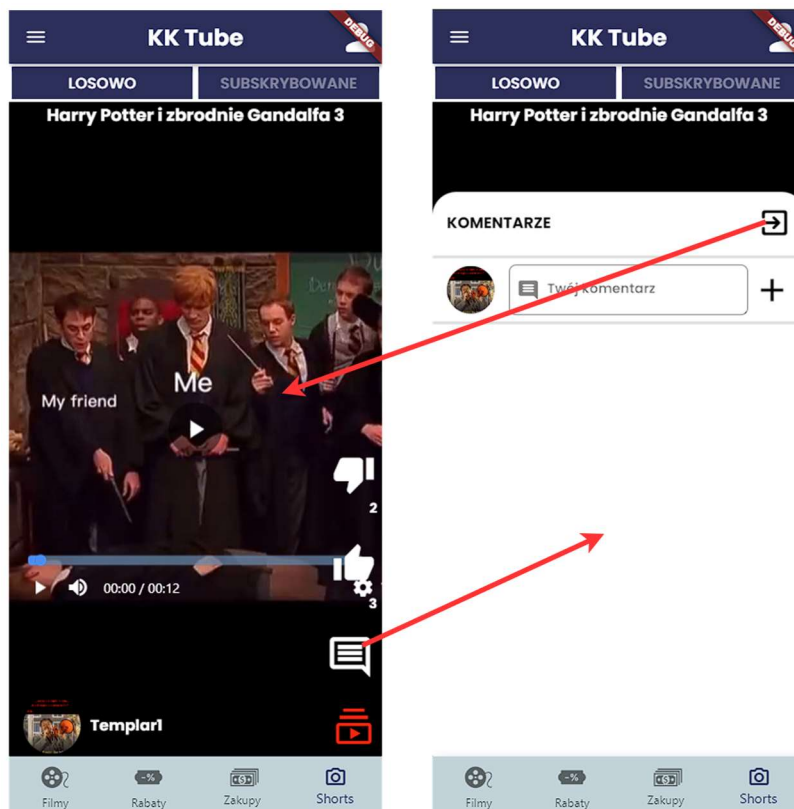 KK Tube
DEBUG
LOSOWO
SUBSKRYBOWANE
Harry Potter i zbrodnie Gandalfa 3
My friend
Me
2
00:00 / 00:12
3
Templar1
Filmy
-%
Rabaty
Zakupy
Shorts
KK Tube
DEBUG
LOSOWO
SUBSKRYBOWANE
Harry Potter i zbrodnie Gandalfa 3
KOMENTARZE
Twój komentarz
Filmy
-%
Rabaty
Zakupy
Shorts